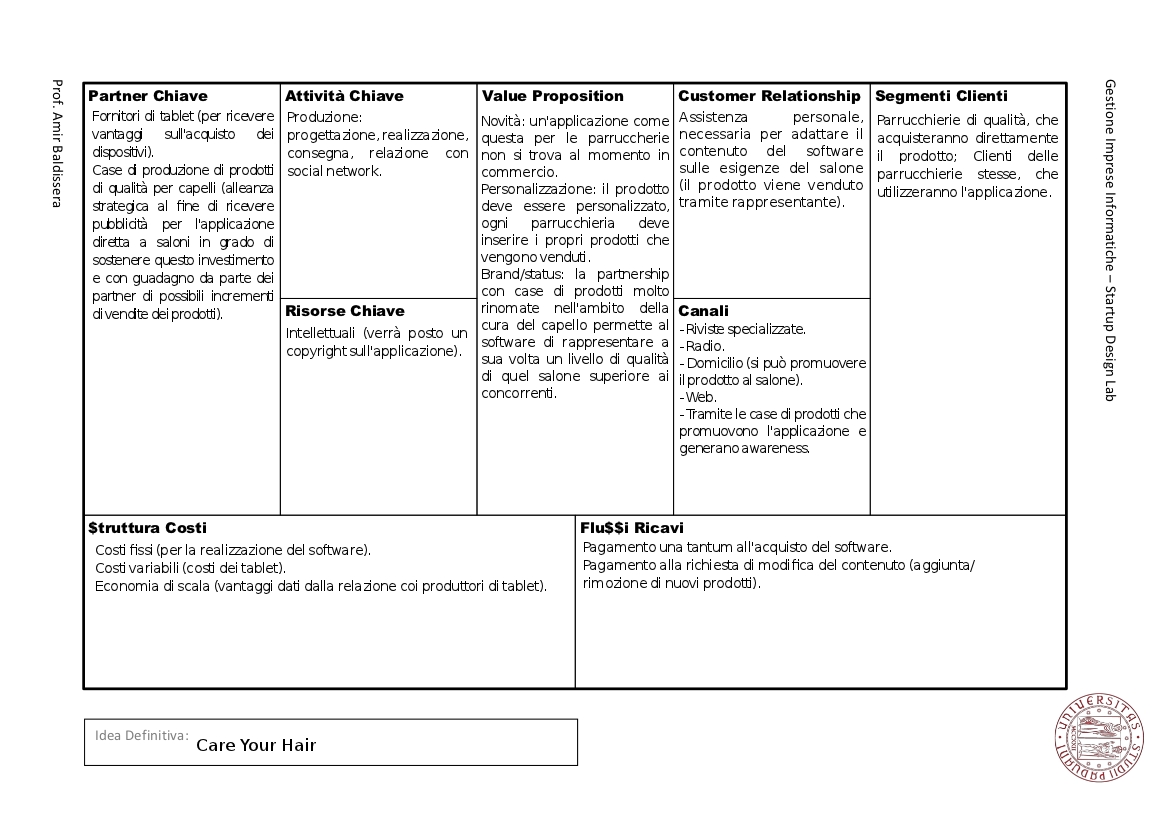 Prof. Amir Baldissera
Gestione Imprese Informatiche – Startup Design Lab
Partner Chiave
Fornitori di tablet (per ricevere
vantaggi sull'acquisto dei
dispositivi).
Case di produzione di prodotti
di qualità per capelli (alleanza
strategica al fine di ricevere
pubblicità per l'applicazione
diretta a saloni in grado di
sostenere questo investimento
e con guadagno da parte dei
partner di possibili incrementi
di vendite dei prodotti).
Attività Chiave
Produzione:
progettazione, realizzazione,
consegna, relazione con
social network.
Risorse Chiave
Intellettuali (verrà posto un
copyright sull'applicazione).
Value Proposition
Novità: un'applicazione come
questa per le parruccherie
non si trova al momento in
commercio.
Personalizzazione: il prodotto
deve essere personalizzato,
ogni parrucchieria deve
inserire i propri prodotti che
vengono venduti.
Brand/status: la partnership
con case di prodotti molto
rinomate nell'ambito della
cura del capello permette al
software di rappresentare a
sua volta un livello di qualità
di quel salone superiore ai
concorrenti.
Customer Relationship
Assistenza personale,
necessaria per adattare il
contenuto del software
sulle esigenze del salone
(il prodotto viene venduto
tramite rappresentante).
Canali
-Riviste specializzate.
-Radio.
-Domicilio (si può promuovere
il prodotto al salone).
-Web.
-Tramite le case di prodotti che
promuovono l'applicazione e
generano awareness.
Segmenti Clienti
Parrucchierie di qualità, che
acquisteranno direttamente
il prodotto; Clienti delle
parrucchierie stesse, che
utilizzeranno l'applicazione.
$truttura Costi
Costi fissi (per la realizzazione del software).
Costi variabili (costi dei tablet).
Economia di scala (vantaggi dati dalla relazione coi produttori di tablet).
Flu$$i Ricavi
Pagamento una tantum all'acquisto del software.
Pagamento alla richiesta di modifica del contenuto (aggiunta/
rimozione di nuovi prodotti).
Idea Definitiva: Care Your Hair
UNIVERSITAS STUDII PADUANI
MCCXXII